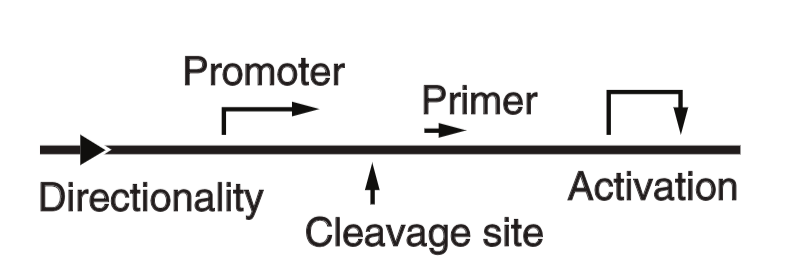 Promoter
Primer
Directionality
Activation
Cleavage site